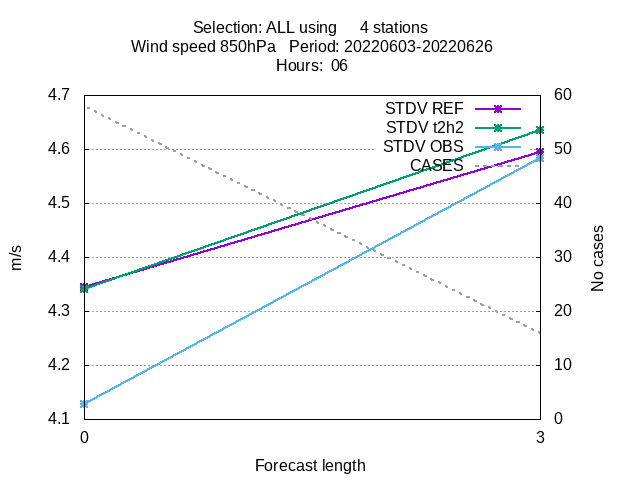 Selection: ALL using 4 stations
Wind speed 850hPa Period: 20220603-20220626
Hours: 06
4.7
4.6
4.5
4.4
4.3
4.2
4.1
60
50
40
30
20
10
0
STDV REF
STDV t2h2
STDV OBS
CASES
m/s
No cases
0 3
Forecast length